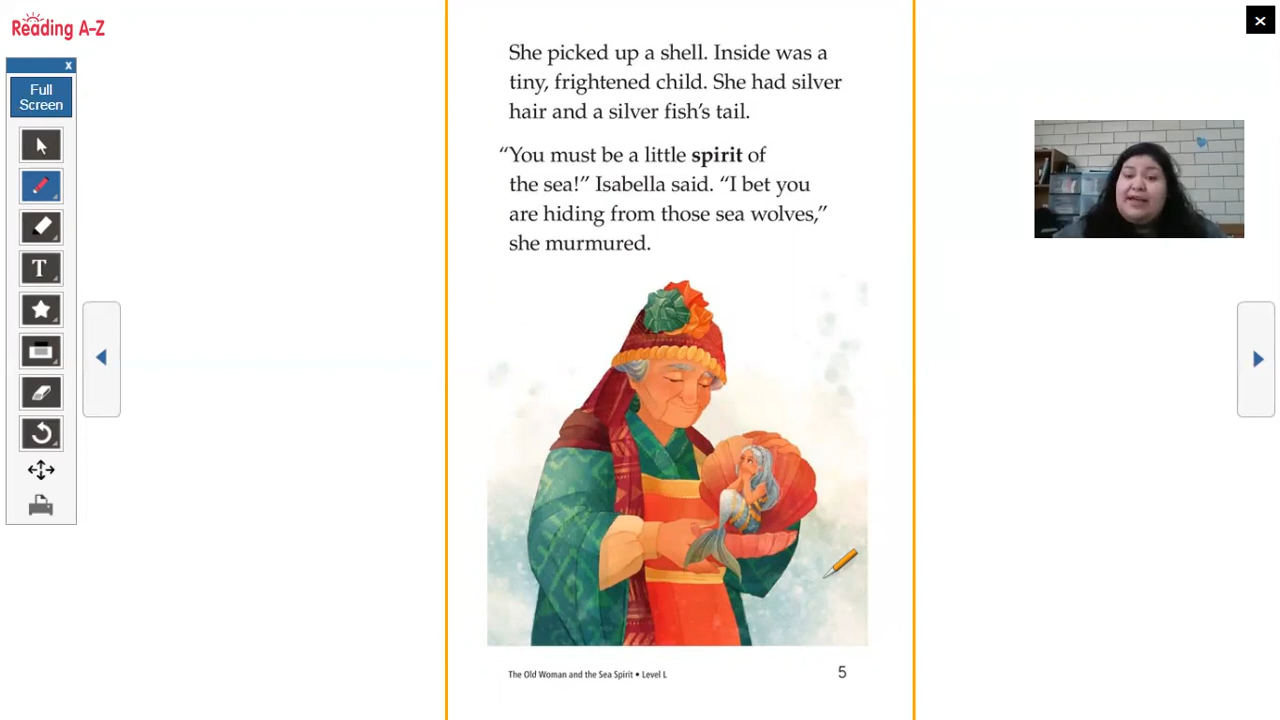 Reading A-Z
x
Full
Screen
T
She picked up a shell. Inside was a
tiny, frightened child. She had silver
hair and a silver fish’s tail.
“You must be a little spirit of
the sea!” Isabella said. “I bet you
are hiding from those sea wolves,”
she murmured.
The Old Woman and the Sea Spirit • Level L
5